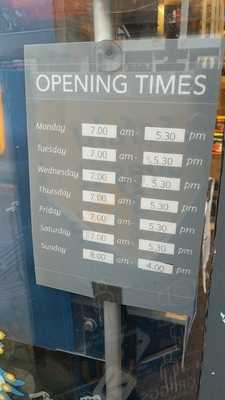 OPENING TIMES
Monday 7.00 am - 5.30 pm
Tuesday 7.00 am - 5.30 pm
Wednesday 7.00 am - 5.30 pm
Thursday 7.00 am - 5.30 pm
Friday 7.00 am - 5.30 pm
Saturday 7.00 am - 5.30 pm
Sunday 8.00 am - 4.00 pm